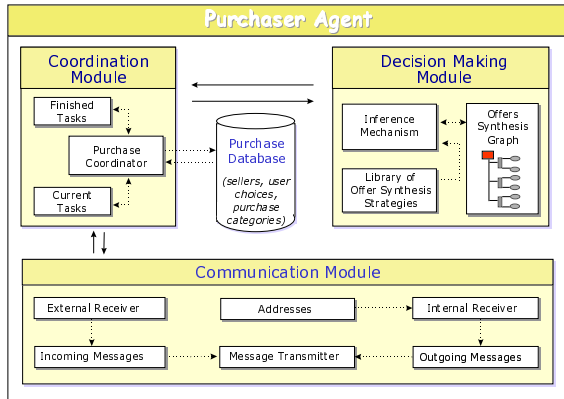 Purchaser Agent
Coordination
Module
Finished
Tasks
Purchase
Coordinator
Current
Tasks
Purchase
Database
(sellers, user
choices,
purchase
categories)
Decision Making
Module
Inference
Mechanism
Library of
Offer Synthesis
Strategies
Offers
Synthesis
Graph
Communication Module
External Receiver
Addresses
Internal Receiver
Incoming Messages
Message Transmitter
Outgoing Messages